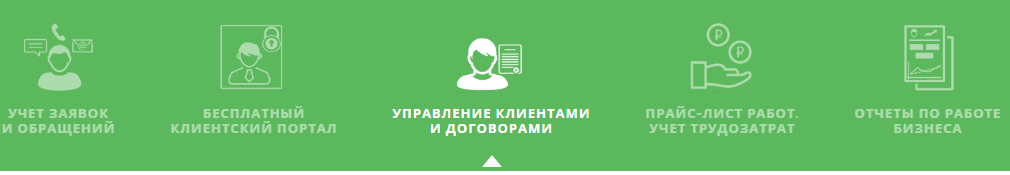 УЧЕТ ЗАЯВОК
И ОБРАЩЕНИЙ
БЕСПЛАТНЫЙ
КЛИЕНТСКИЙ ПОРТАЛ
УПРАВЛЕНИЕ КЛИЕНТАМИ
И ДОГОВОРАМИ
ПРАЙС-ЛИСТ РАБОТ.
УЧЕТ ТРУДОЗАТРАТ
ОТЧЕТЫ ПО РАБОТЕ
БИЗНЕСА